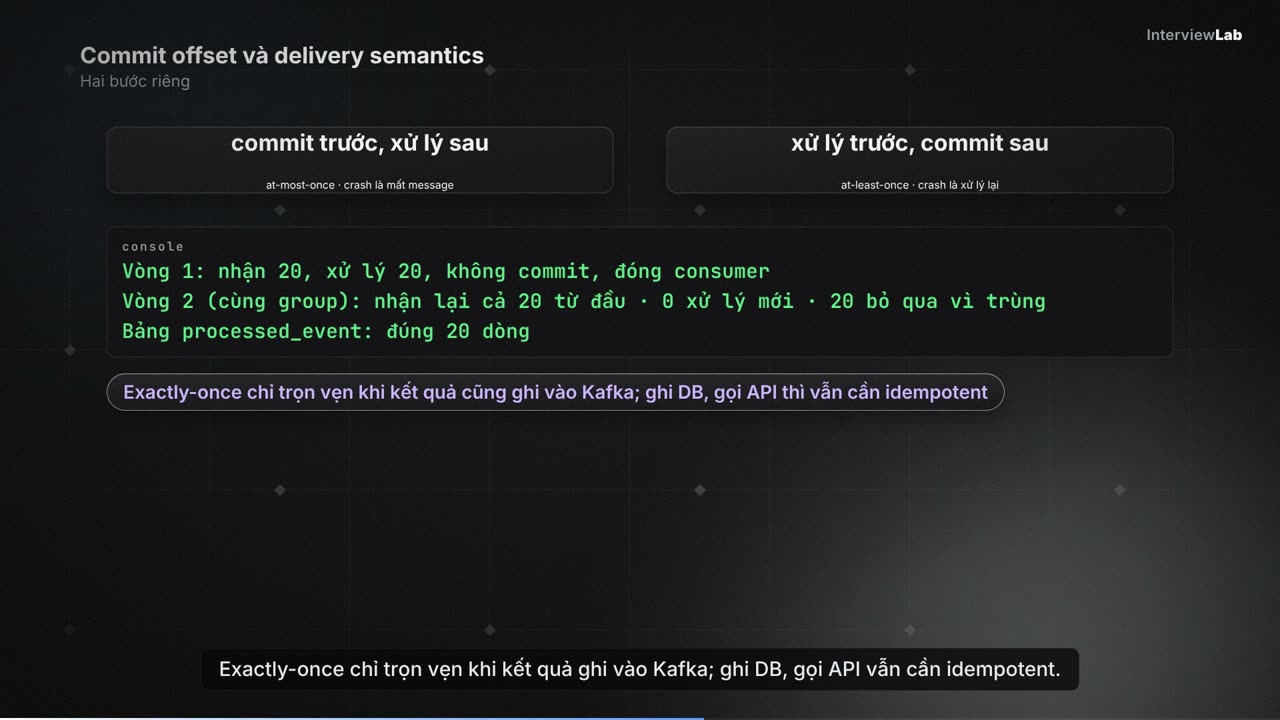 Commit offset và delivery semantics
Hai bước riêng
InterviewLab
commit trước, xử lý sau
at-most-once · crash là mất message
xử lý trước, commit sau
at-least-once · crash là xử lý lại
console
Vòng 1: nhận 20, xử lý 20, không commit, đóng consumer
Vòng 2 (cùng group): nhận lại cả 20 từ đầu · 0 xử lý mới · 20 bỏ qua vì trùng
Bảng processed_event: đúng 20 dòng
Exactly-once chỉ trọn vẹn khi kết quả cũng ghi vào Kafka; ghi DB, gọi API thì vẫn cần idempotent
Exactly-once chỉ trọn vẹn khi kết quả ghi vào Kafka; ghi DB, gọi API vẫn cần idempotent.